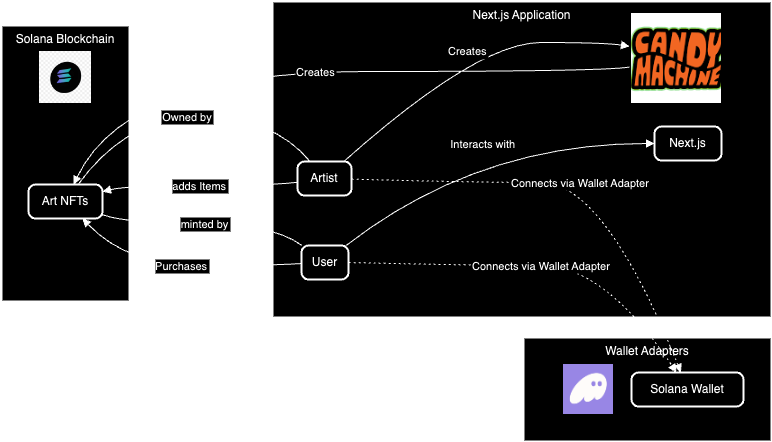 Next.js Application
Solana Blockchain
CANDY
MACHINE
Creates
Creates
Owned by
Interacts with
Next.js
Artist
adds Items
Connects via Wallet Adapter
Art NFTs
minted by
User
Purchases
Connects via Wallet Adapter
Wallet Adapters
Solana Wallet